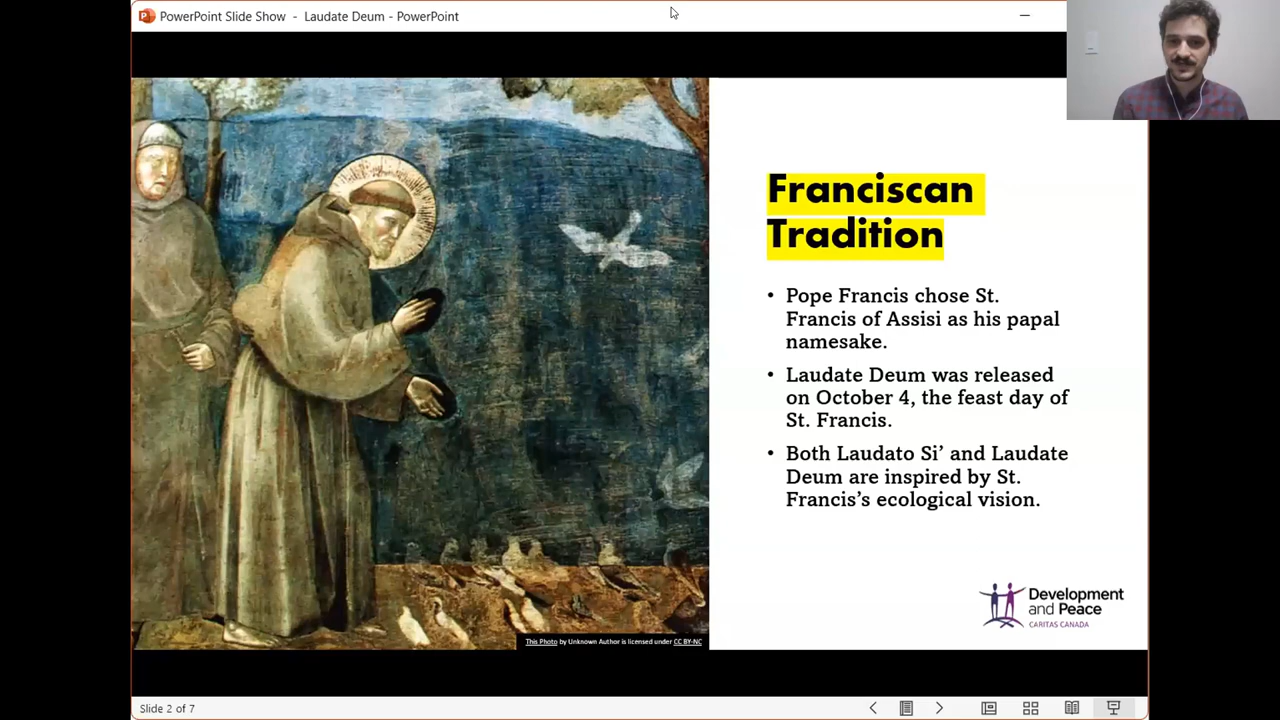 PowerPoint Slide Show - Laudate Deum - PowerPoint
Franciscan
Tradition
• Pope Francis chose St.
Francis of Assisi as his papal
namesake.
• Laudate Deum was released
on October 4, the feast day of
St. Francis.
• Both Laudato Si’ and Laudate
Deum are inspired by St.
Francis’s ecological vision.
Development
and Peace
CARITAS CANADA
This Photo by Unknown Author is licensed under CC BY-NC
Slide 2 of 7